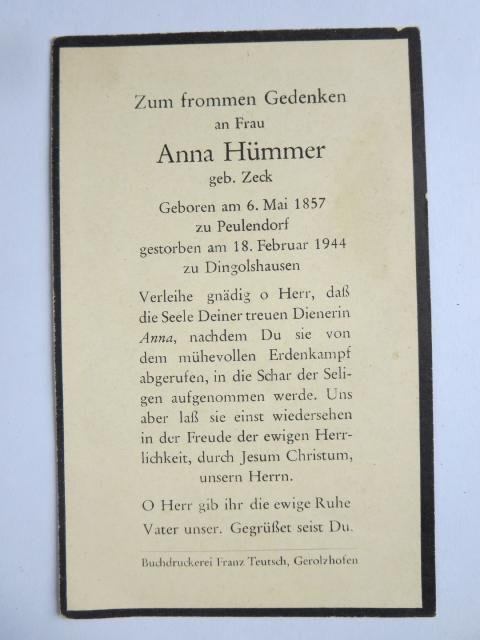 Zum frommen Gedenken
an Frau
Anna Hümmer
geb. Zeck
Geboren am 6. Mai 1857
zu Peulendorf
gestorben am 18. Februar 1944
zu Dingolshausen
Verleihe gnädig o Herr, daß
die Seele Deiner treuen Dienerin
Anna, nachdem Du sie von
dem mühevollen Erdenkampf
abgerufen, in die Schar der Seli-
gen aufgenommen werde. Uns
aber laß sie einst wiedersehen
in der Freude der ewigen Herr-
lichkeit, durch Jesum Christum,
unsern Herrn.
O Herr gib ihr die ewige Ruhe
Vater unser. Gegrüßet seist Du.
Buchdruckerei Franz Teutsch, Gerolzhofen